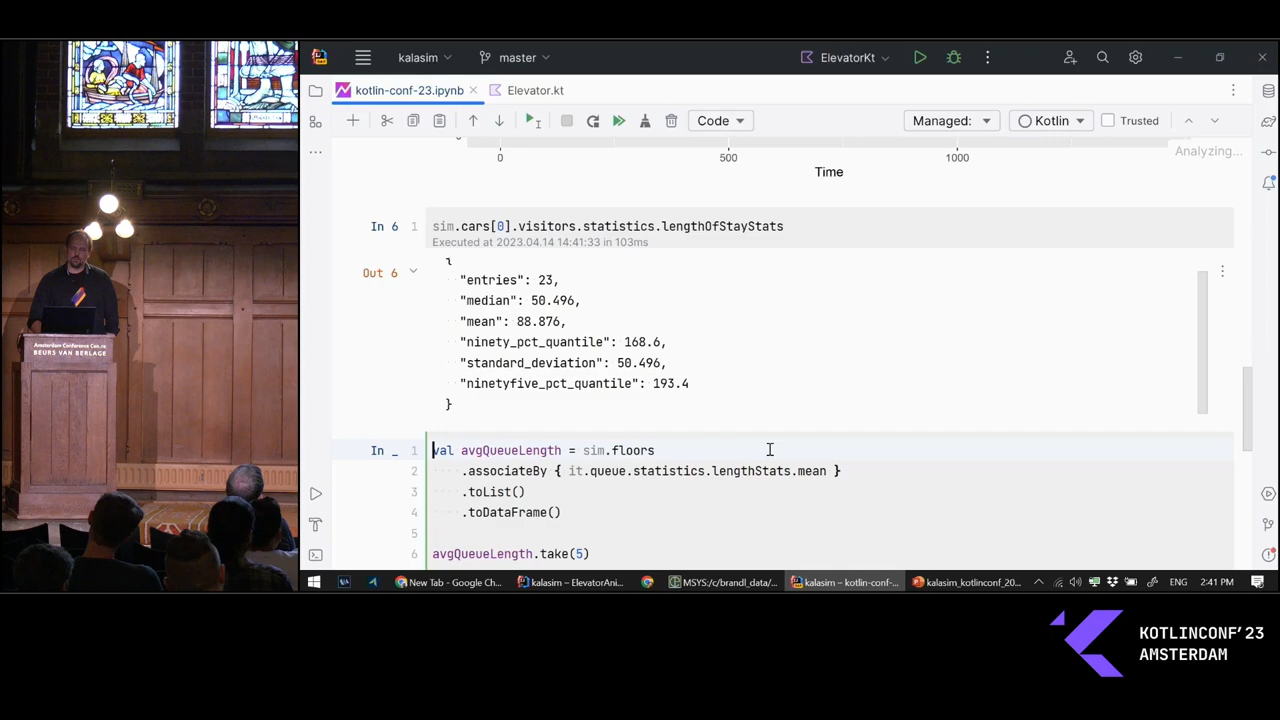 kalasim
master
ElevatorKt
kotlin-conf-23.ipynb
Elevator.kt
Code
Managed:
Kotlin
Trusted
Analyzing...
0
500
1000
Time
In 6
1
sim.cars[0].visitors.statistics.lengthOfStayStats
Executed at 2023.04.14 14:41:33 in 103ms
Out 6
{
"entries": 23,
"median": 50.496,
"mean": 88.876,
"ninety_pct_quantile": 168.6,
"standard_deviation": 50.496,
"ninetyfive_pct_quantile": 193.4
}
In _
1 val avgQueueLength = sim.floors
2 .associateBy { it.queue.statistics.lengthStats.mean }
3 .toList()
4 .toDataFrame()
5
6 avgQueueLength.take(5)
New Tab - Google Ch...
kalasim – ElevatorAni...
MSYS:/c/brandl_data/...
kalasim – kotlin-conf-...
kalasim_kotlinconf_20...
ENG
2:41 PM
Amsterdam Conference Centre
BEURS VAN BERLAGE
KOTLINCONF'23
AMSTERDAM